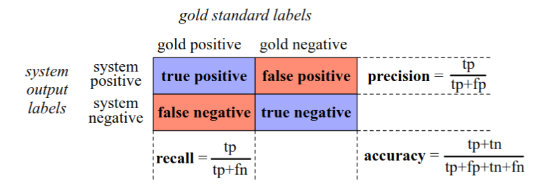 gold standard labels
gold positive gold negative
system output labels
system positive true positive false positive precision = tp / tp+fp
system negative false negative true negative
recall = tp / tp+fn
accuracy = tp+tn / tp+fp+tn+fn